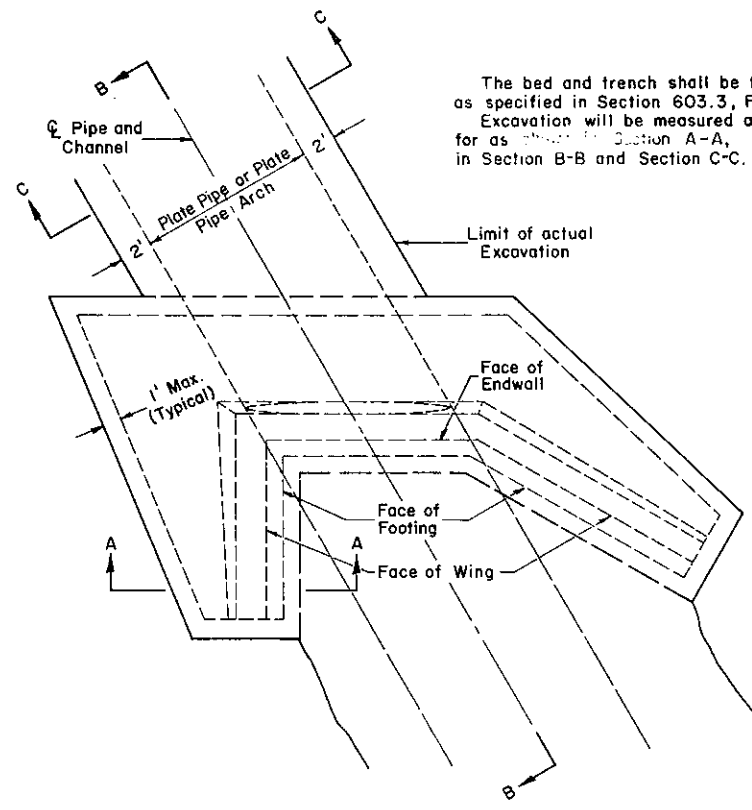 C
B
The bed and trench shall be
as specified in Section 603.3,
Excavation will be measured
for as Section A-A,
in Section B-B and Section C-C.
℄ Pipe and
Channel
C
2'
Plate Pipe or Plate
Pipe Arch
2'
Limit of actual
Excavation
1' Max.
(Typical)
Face of
Endwall
A
A
Face of
Footing
Face of Wing
B